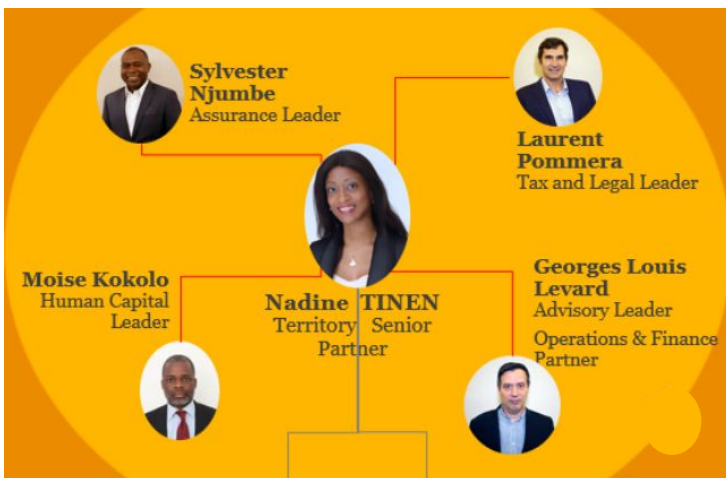 Sylvester
Njumbe
Assurance Leader
Laurent
Pommera
Tax and Legal Leader
Moise Kokolo
Human Capital
Leader
Nadine TINEN
Territory Senior
Partner
Georges Louis
Levard
Advisory Leader
Operations & Finance
Partner